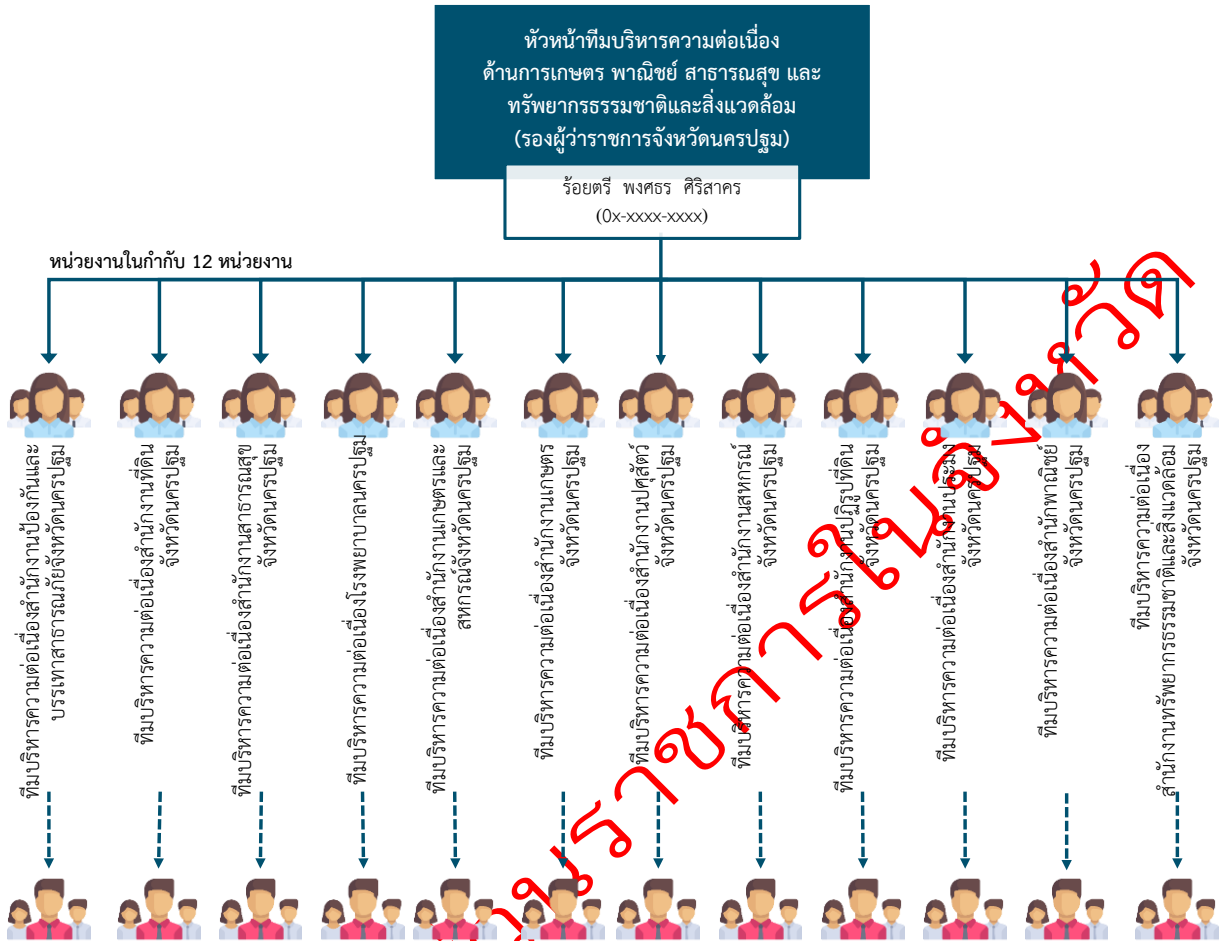 หัวหน้าทีมบริหารความต่อเนื่อง
ด้านการเกษตร พาณิชย์ สาธารณสุข และ
ทรัพยากรธรรมชาติและสิ่งแวดล้อม
(รองผู้ว่าราชการจังหวัดนครปฐม)
ร้อยตรี พงศธร ศิริสาคร
(0x-xxxx-xxxx)
หน่วยงานในกำกับ 12 หน่วยงาน
ทีมบริหารความต่อเนื่องสำนักงานป้องกันและ
บรรเทาสาธารณภัยจังหวัดนครปฐม
ทีมบริหารความต่อเนื่องสำนักงานที่ดิน
จังหวัดนครปฐม
ทีมบริหารความต่อเนื่องสำนักงานสาธารณสุข
จังหวัดนครปฐม
ทีมบริหารความต่อเนื่องโรงพยาบาลนครปฐม
ทีมบริหารความต่อเนื่องสำนักงานเกษตรและ
สหกรณ์จังหวัดนครปฐม
ทีมบริหารความต่อเนื่องสำนักงานเกษตร
จังหวัดนครปฐม
ทีมบริหารความต่อเนื่องสำนักงานปศุสัตว์
จังหวัดนครปฐม
ทีมบริหารความต่อเนื่องสำนักงานสหกรณ์
จังหวัดนครปฐม
ทีมบริหารความต่อเนื่องสำนักงานปฏิรูปที่ดิน
จังหวัดนครปฐม
ทีมบริหารความต่อเนื่องสำนักงานประมง
จังหวัดนครปฐม
ทีมบริหารความต่อเนื่องสำนักพาณิชย์
จังหวัดนครปฐม
ทีมบริหารความต่อเนื่อง
สำนักงานทรัพยากรธรรมชาติและสิ่งแวดล้อม
จังหวัดนครปฐม
ราชการในจังหวัด